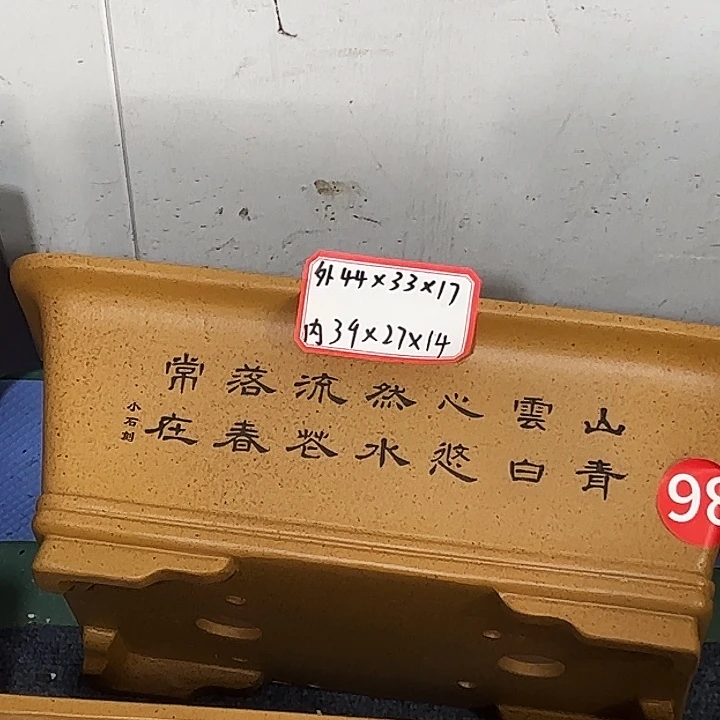 外44×33×17
内39×27×14
山青
雲白
心悠
然水
流花
落春
常在
小石刻
98